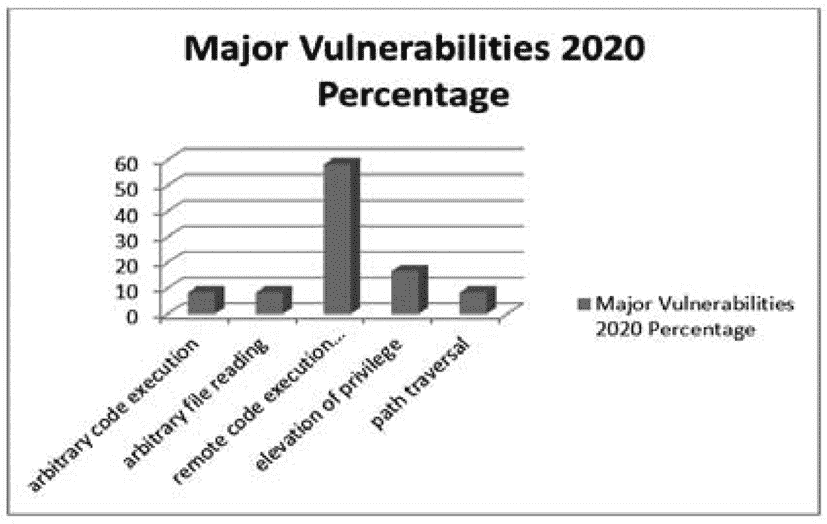 Major Vulnerabilities 2020
Percentage
60
50
40
30
20
10
0
arbitrary code execution
arbitrary file reading
remote code execution...
elevation of privilege
path traversal
Major Vulnerabilities
2020 Percentage